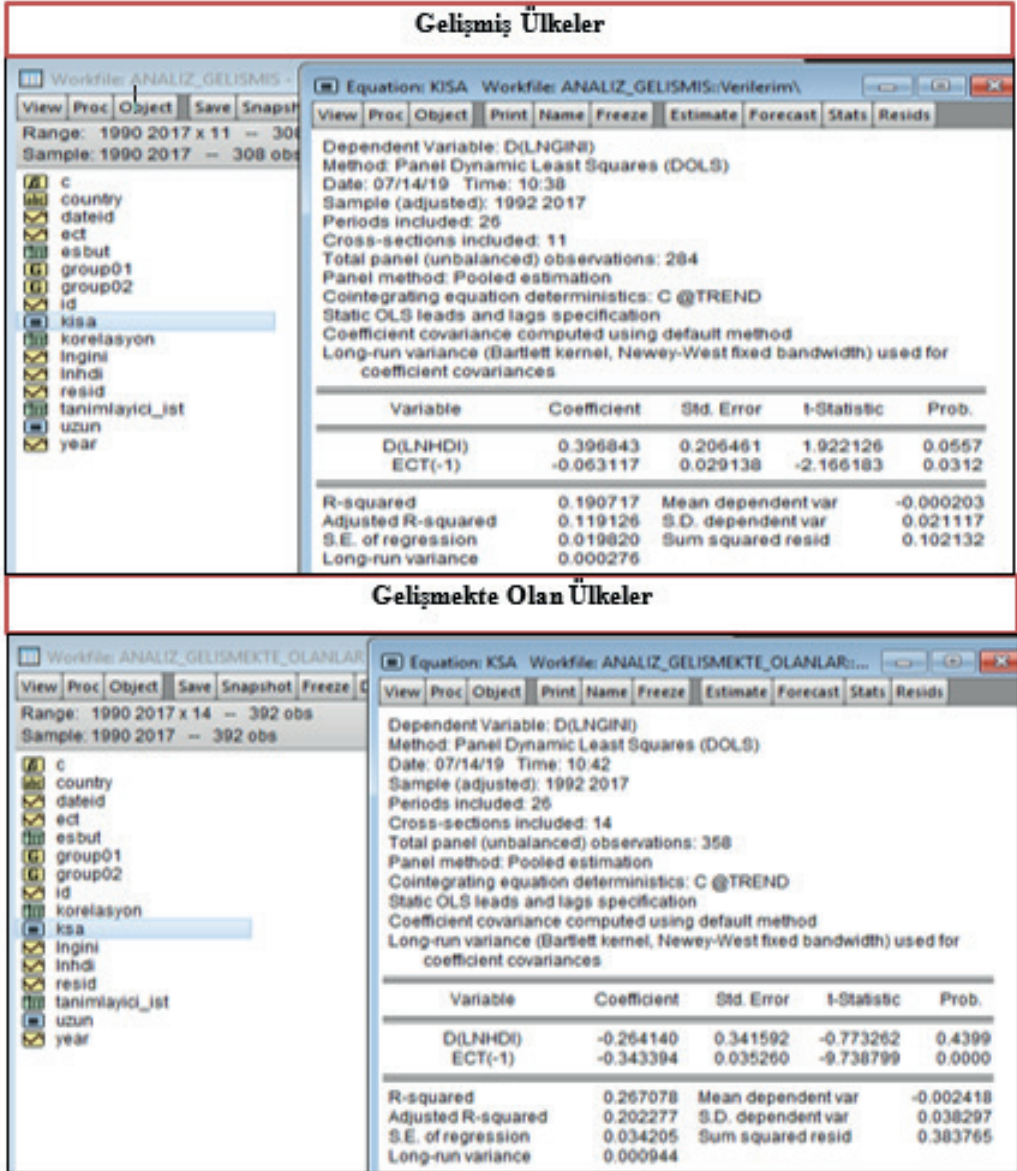 Gelişmiş Ülkeler
Workfile: ANALIZ_GELISMIS -
View Proc Object Save Snapsh
Range: 1990 2017 x 11 -- 308
Sample: 1990 2017 -- 308 obs
c
country
dateid
ect
esbut
group01
group02
id
kisa
korelasyon
lngini
lnhdi
resid
tanimlayici_ist
uzun
year
Equation: KISA Workfile: ANALIZ_GELISMIS::Verilerim\
View Proc Object Print Name Freeze Estimate Forecast Stats Resids
Dependent Variable: D(LNGINI)
Method: Panel Dynamic Least Squares (DOLS)
Date: 07/14/19 Time: 10:38
Sample (adjusted): 1992 2017
Periods included: 26
Cross-sections included: 11
Total panel (unbalanced) observations: 284
Panel method: Pooled estimation
Cointegrating equation deterministics: C @TREND
Static OLS leads and lags specification
Coefficient covariance computed using default method
Long-run variance (Bartlett kernel, Newey-West fixed bandwidth) used for
coefficient covariances
Variable Coefficient Std. Error t-Statistic Prob.
D(LNHDI) 0.396843 0.206461 1.922126 0.0557
ECT(-1) -0.063117 0.029138 -2.166183 0.0312
R-squared 0.190717 Mean dependent var -0.000203
Adjusted R-squared 0.119126 S.D. dependent var 0.021117
S.E. of regression 0.019820 Sum squared resid 0.102132
Long-run variance 0.000276
Gelişmekte Olan Ülkeler
Workfile: ANALIZ_GELISMEKTE_OLANLAR
View Proc Object Save Snapshot Freeze
Range: 1990 2017 x 14 -- 392 obs
Sample: 1990 2017 -- 392 obs
c
country
dateid
ect
esbut
group01
group02
id
korelasyon
ksa
lngini
lnhdi
resid
tanimlayici_ist
uzun
year
Equation: KSA Workfile: ANALIZ_GELISMEKTE_OLANLAR::...
View Proc Object Print Name Freeze Estimate Forecast Stats Resids
Dependent Variable: D(LNGINI)
Method: Panel Dynamic Least Squares (DOLS)
Date: 07/14/19 Time: 10:42
Sample (adjusted): 1992 2017
Periods included: 26
Cross-sections included: 14
Total panel (unbalanced) observations: 358
Panel method: Pooled estimation
Cointegrating equation deterministics: C @TREND
Static OLS leads and lags specification
Coefficient covariance computed using default method
Long-run variance (Bartlett kernel, Newey-West fixed bandwidth) used for
coefficient covariances
Variable Coefficient Std. Error t-Statistic Prob.
D(LNHDI) -0.264140 0.341592 -0.773262 0.4399
ECT(-1) -0.343394 0.035260 -9.738799 0.0000
R-squared 0.267078 Mean dependent var -0.002418
Adjusted R-squared 0.202277 S.D. dependent var 0.038297
S.E. of regression 0.034205 Sum squared resid 0.383765
Long-run variance 0.000944